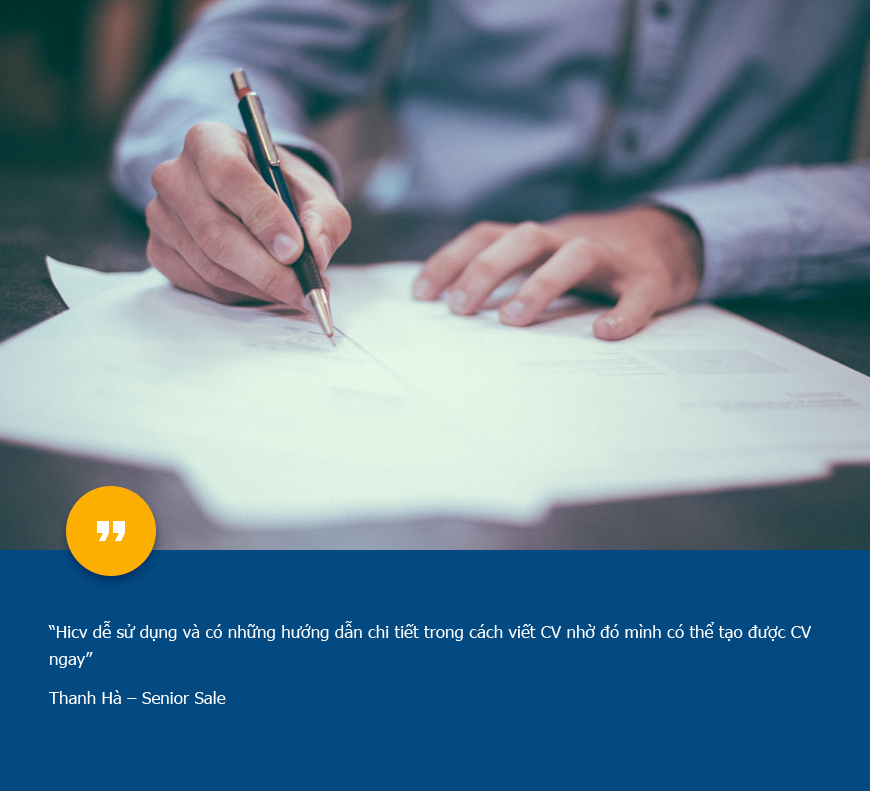 “Hicv dễ sử dụng và có những hướng dẫn chi tiết trong cách viết CV nhờ đó mình có thể tạo được CV
ngay”
Thanh Hà – Senior Sale